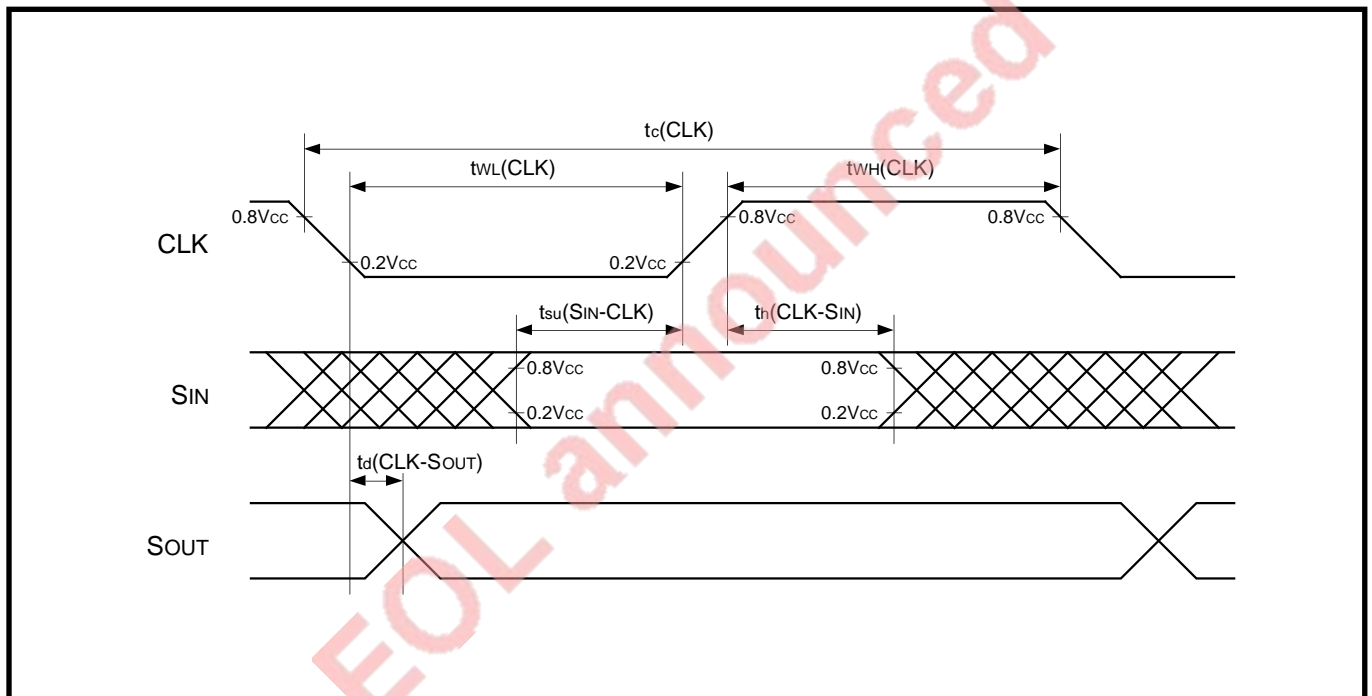 tc(CLK)
tWL(CLK)
tWH(CLK)
0.8VCC
0.8VCC
0.8VCC
CLK
0.2VCC
0.2VCC
tsu(SIN-CLK)
th(CLK-SIN)
0.8VCC
0.8VCC
SIN
0.2VCC
0.2VCC
td(CLK-SOUT)
SOUT
EOL announced